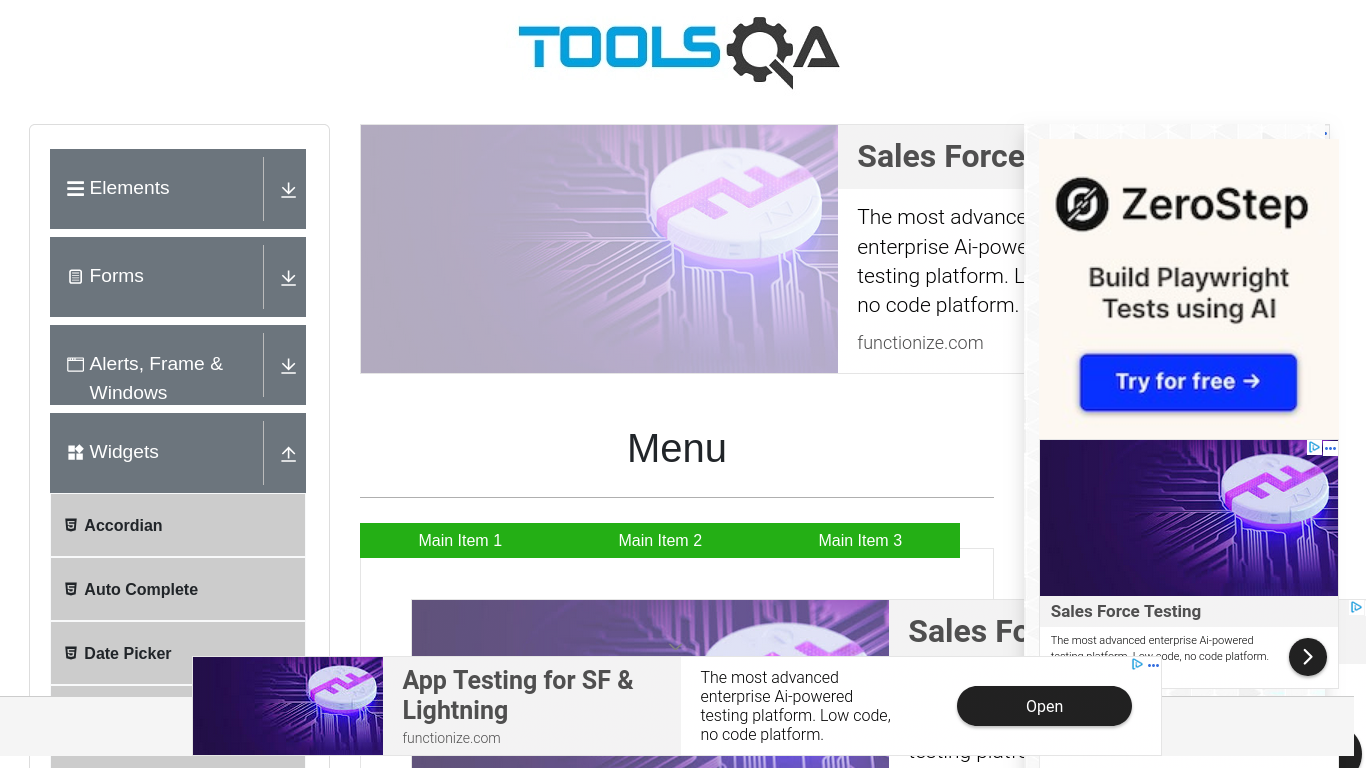 TOOLSQA
Elements
Forms
Alerts, Frame &
Windows
Widgets
Accordian
Auto Complete
Date Picker
Sales Force
The most advance
enterprise Ai-powe
testing platform. L
no code platform.
functionize.com
Menu
Main Item 1
Main Item 2
Main Item 3
Sales Fo
ZeroStep
Build Playwright
Tests using AI
Try for free →
Sales Force Testing
The most advanced enterprise Ai-powered
testing platform. Low code, no code platform.
App Testing for SF &
Lightning
functionize.com
The most advanced
enterprise Ai-powered
testing platform. Low code,
no code platform.
Open